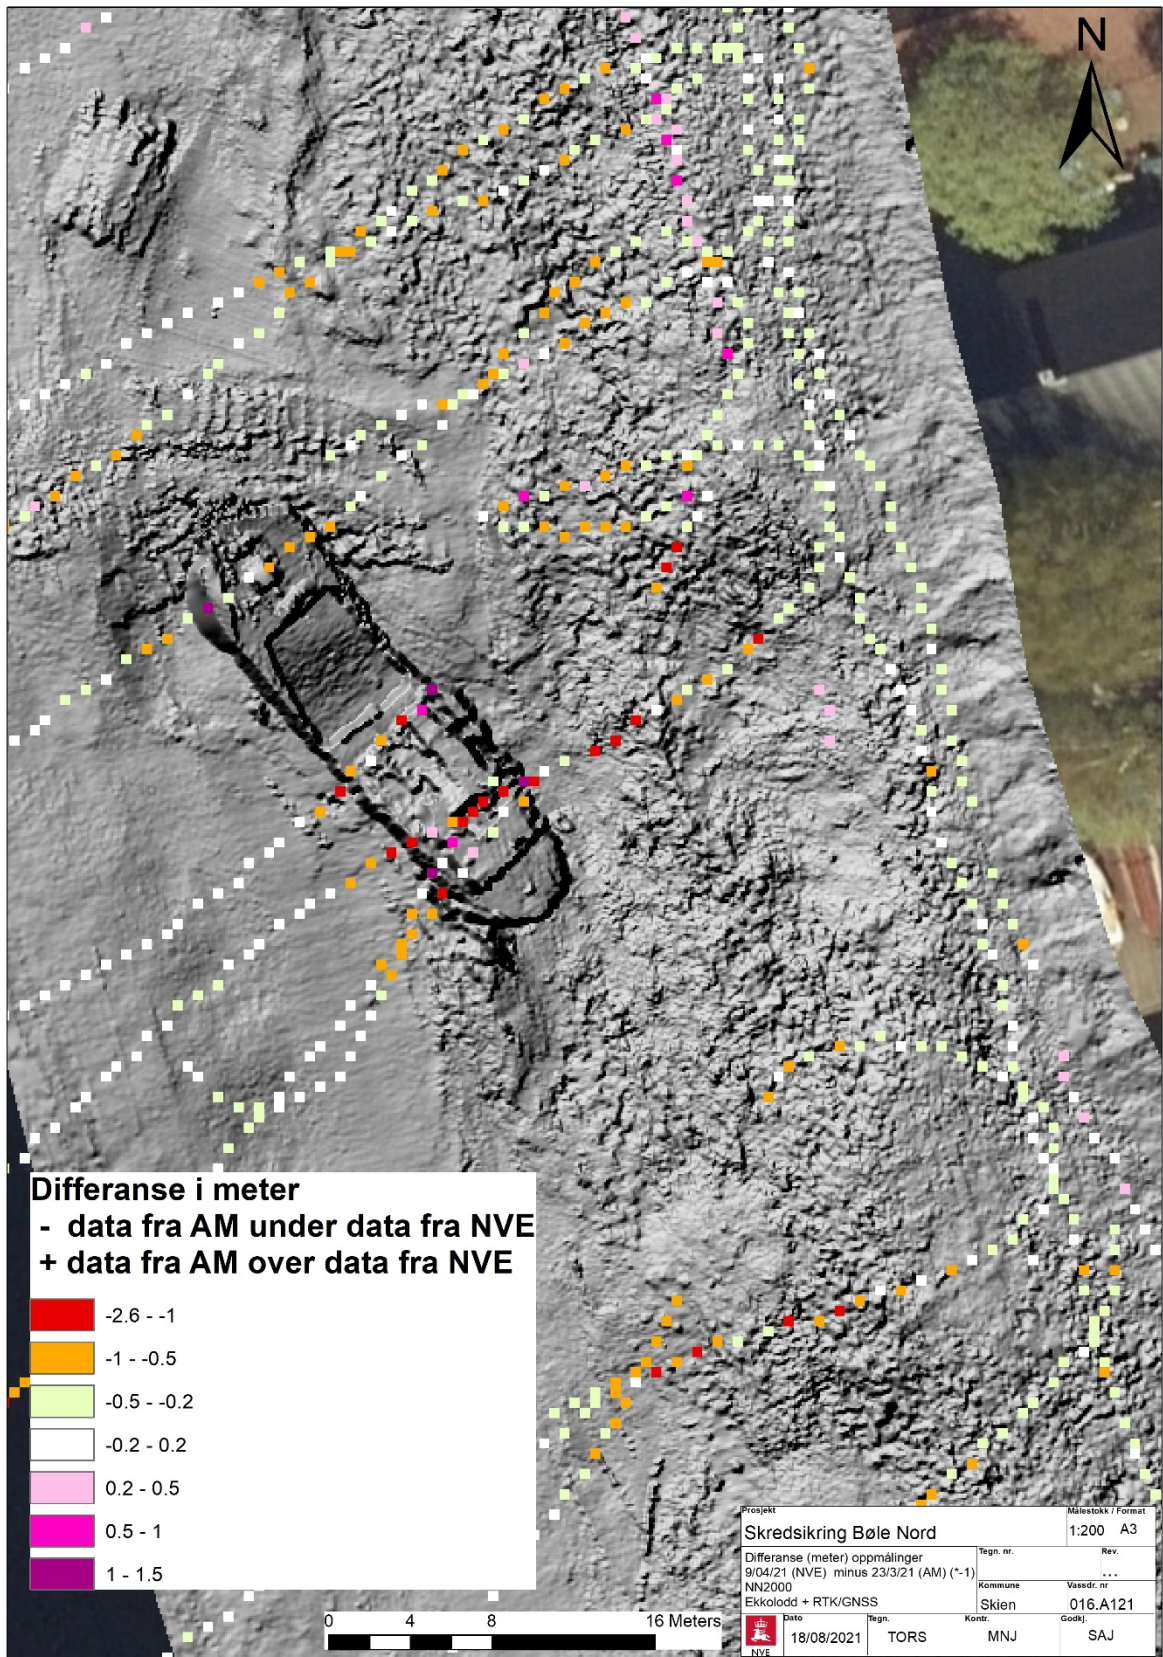 N
Differanse i meter
- data fra AM under data fra NVE
+ data fra AM over data fra NVE
-2.6 - -1
-1 - -0.5
-0.5 - -0.2
-0.2 - 0.2
0.2 - 0.5
0.5 - 1
1 - 1.5
0 4 8 16 Meters
Prosjekt
Skredsikring Bøle Nord
Målestokk / Format
1:200 A3
Differanse (meter) oppmålinger
9/04/21 (NVE) minus 23/3/21 (AM) (*-1)
NN2000
Ekkolodd + RTK/GNSS
Tegn. nr.
Rev.
...
Kommune
Skien
Vassdr. nr
016.A121
NVE
Dato
18/08/2021
Tegn.
TORS
Kontr.
MNJ
Godkj.
SAJ